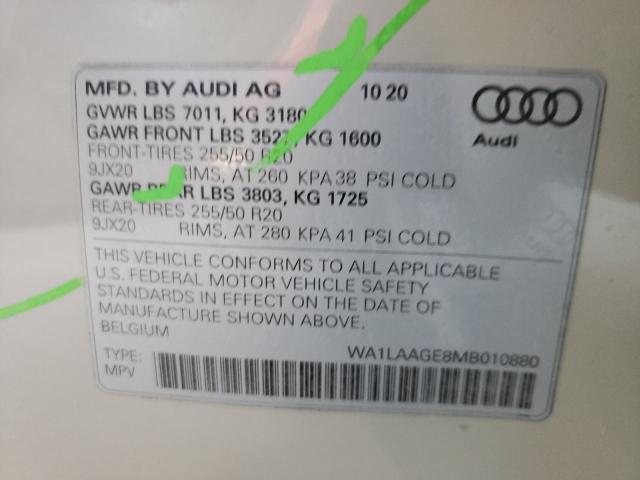 MFD. BY AUDI AG 10 20
GVWR LBS 7011, KG 3180
Audi
GAWR FRONT LBS 3527, KG 1600
FRONT-TIRES 255/50 R20
9JX20 RIMS, AT 260 KPA 38 PSI COLD
GAWR REAR LBS 3803, KG 1725
REAR-TIRES 255/50 R20
9JX20 RIMS, AT 280 KPA 41 PSI COLD
THIS VEHICLE CONFORMS TO ALL APPLICABLE
U.S. FEDERAL MOTOR VEHICLE SAFETY
STANDARDS IN EFFECT ON THE DATE OF
MANUFACTURE SHOWN ABOVE.
BELGIUM
WA1LAAGE8MB010880
TYPE:
MPV